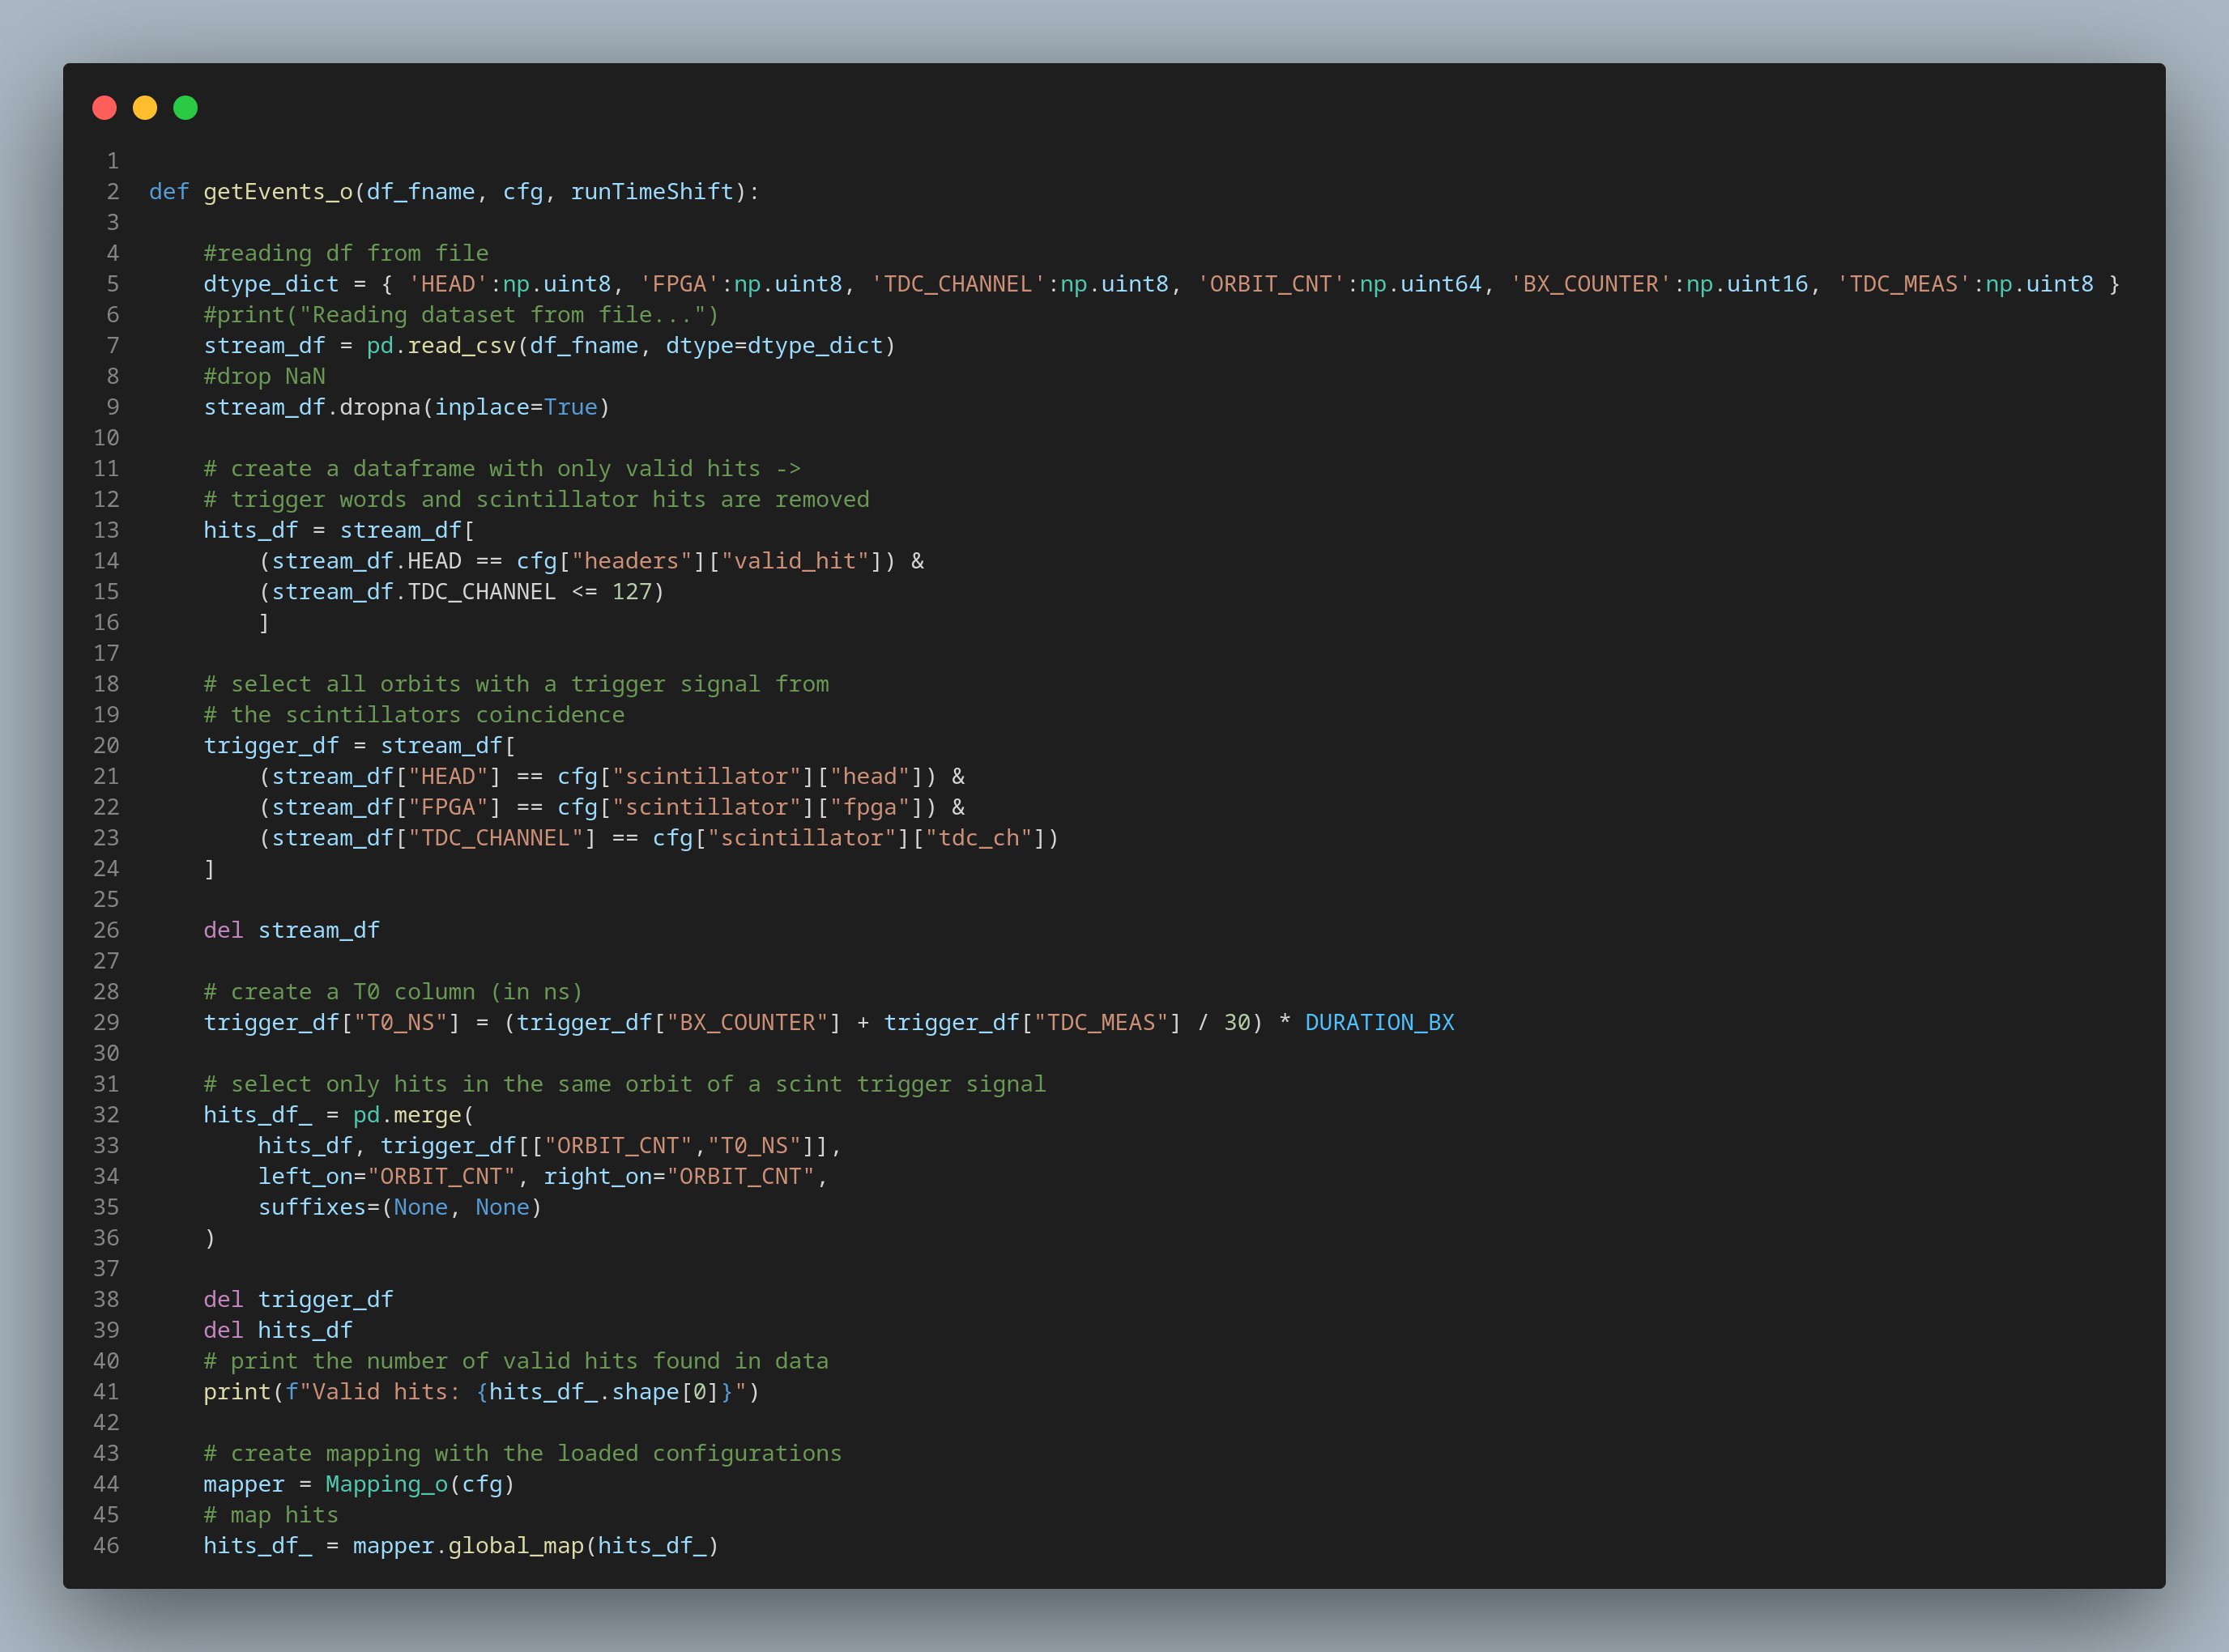 1
2 def getEvents_o(df_fname, cfg, runTimeShift):
3
4     #reading df from file
5     dtype_dict = { 'HEAD':np.uint8, 'FPGA':np.uint8, 'TDC_CHANNEL':np.uint8, 'ORBIT_CNT':np.uint64, 'BX_COUNTER':np.uint16, 'TDC_MEAS':np.uint8 }
6     #print("Reading dataset from file...")
7     stream_df = pd.read_csv(df_fname, dtype=dtype_dict)
8     #drop NaN
9     stream_df.dropna(inplace=True)
10
11     # create a dataframe with only valid hits ->
12     # trigger words and scintillator hits are removed
13     hits_df = stream_df[
14         (stream_df.HEAD == cfg["headers"]["valid_hit"]) &
15         (stream_df.TDC_CHANNEL <= 127)
16         ]
17
18     # select all orbits with a trigger signal from
19     # the scintillators coincidence
20     trigger_df = stream_df[
21         (stream_df["HEAD"] == cfg["scintillator"]["head"]) &
22         (stream_df["FPGA"] == cfg["scintillator"]["fpga"]) &
23         (stream_df["TDC_CHANNEL"] == cfg["scintillator"]["tdc_ch"])
24     ]
25
26     del stream_df
27
28     # create a T0 column (in ns)
29     trigger_df["T0_NS"] = (trigger_df["BX_COUNTER"] + trigger_df["TDC_MEAS"] / 30) * DURATION_BX
30
31     # select only hits in the same orbit of a scint trigger signal
32     hits_df_ = pd.merge(
33         hits_df, trigger_df[["ORBIT_CNT","T0_NS"]],
34         left_on="ORBIT_CNT", right_on="ORBIT_CNT",
35         suffixes=(None, None)
36     )
37
38     del trigger_df
39     del hits_df
40     # print the number of valid hits found in data
41     print(f"Valid hits: {hits_df_.shape[0]}")
42
43     # create mapping with the loaded configurations
44     mapper = Mapping_o(cfg)
45     # map hits
46     hits_df_ = mapper.global_map(hits_df_)